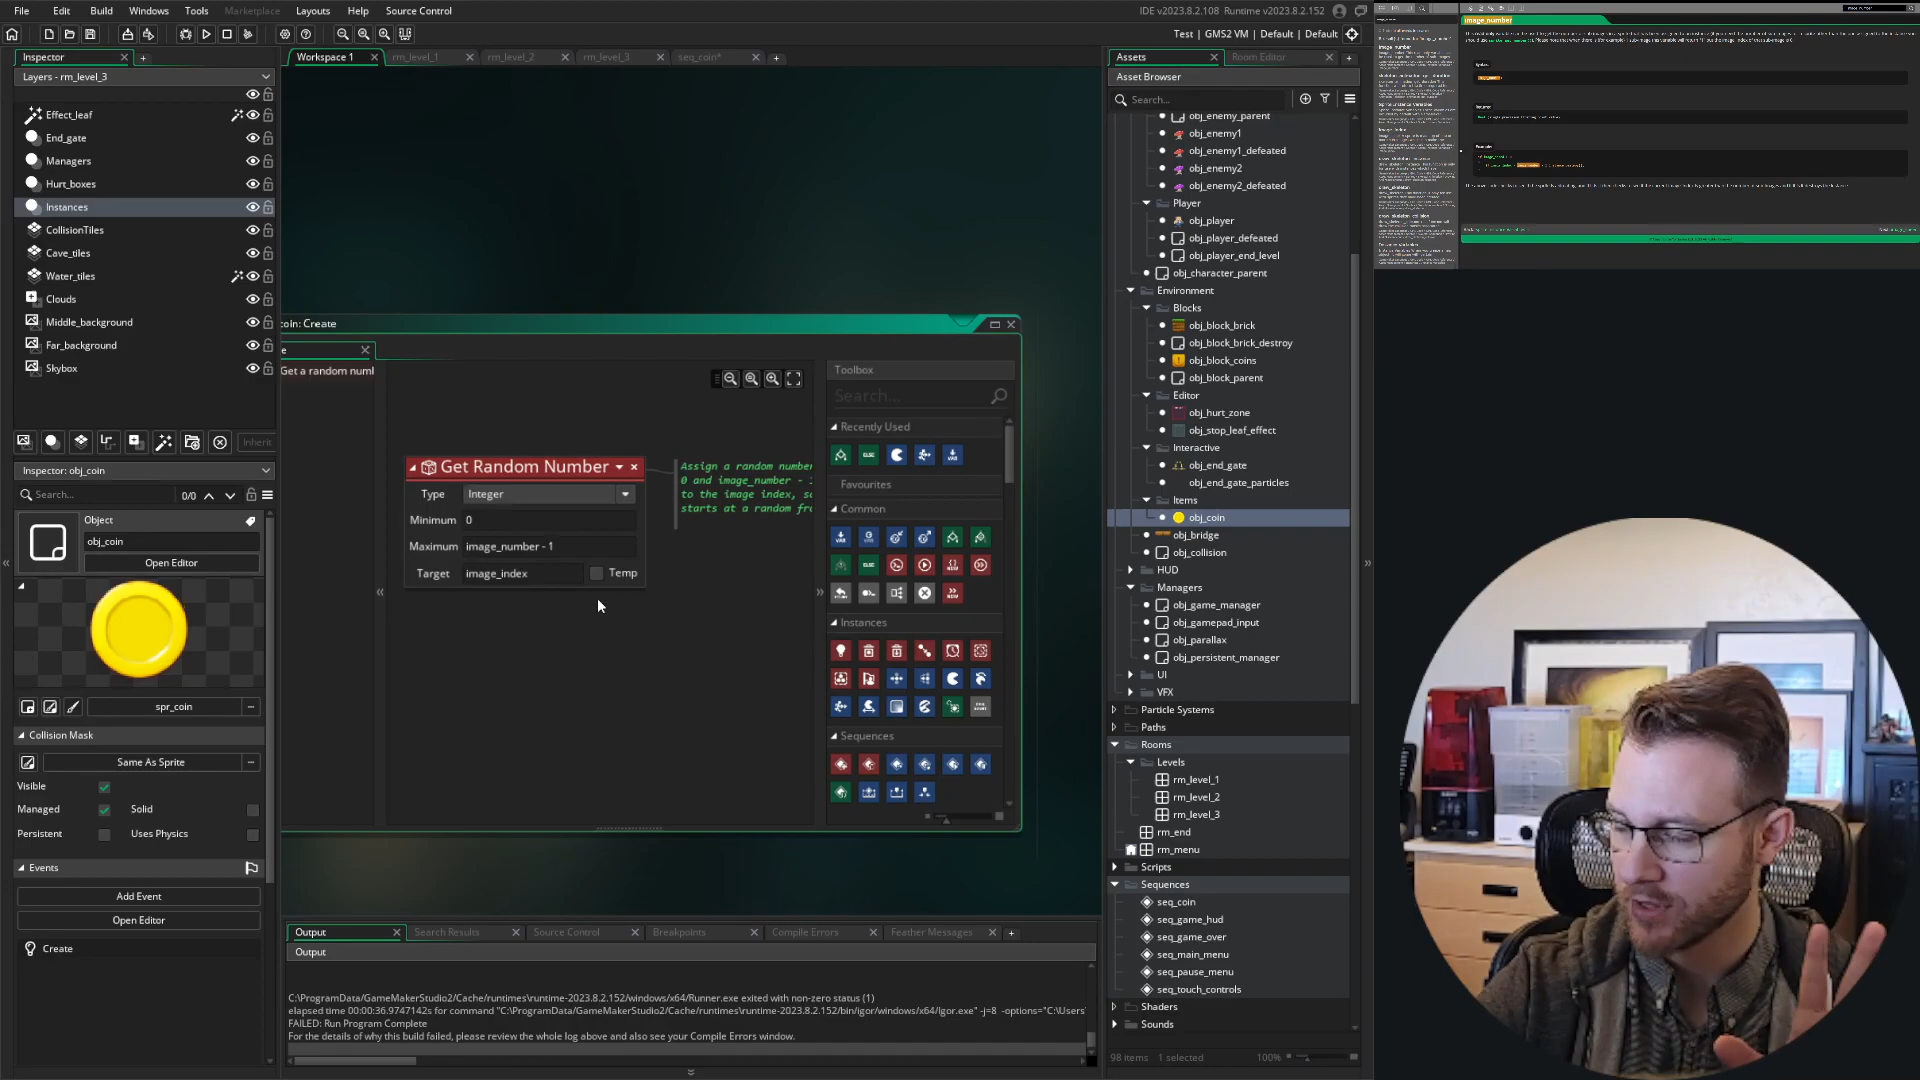 File Edit Build Windows Tools Marketplace Layouts Help Source Control
IDE v2023.8.2.108 Runtime v2023.8.2.152
Test | GMS2 VM | Default | Default
Inspector
Layers - rm_level_3
Effect_leaf
End_gate
Managers
Hurt_boxes
Instances
CollisionTiles
Cave_tiles
Water_tiles
Clouds
Middle_background
Far_background
Skybox
Inherit
Inspector: obj_coin
Search...
0/0
Object
obj_coin
Open Editor
spr_coin
Collision Mask
Same As Sprite
Visible
Managed
Solid
Persistent
Uses Physics
Events
Add Event
Open Editor
Create
Workspace 1
rm_level_1
rm_level_2
rm_level_3
seq_coin*
coin: Create
Get a random numb
Get Random Number
Type
Integer
Minimum
0
Maximum
image_number - 1
Target
image_index
Temp
Assign a random number
0 and image_number -
to the image index, s
starts at a random fr
Toolbox
Search...
Recently Used
Favourites
Common
Instances
Sequences
Output
Search Results
Source Control
Breakpoints
Compile Errors
Feather Messages
Output
C:\ProgramData/GameMakerStudio2/Cache/runtimes\runtime-2023.8.2.152/windows/x64/Runner.exe exited with non-zero status (1)
elapsed time 00:00:36.9747142s for command "C:\ProgramData/GameMakerStudio2/Cache/runtimes\runtime-2023.8.2.152/bin/igor/windows/x64/Igor.exe" -j=8 -options="C:\Users'
FAILED: Run Program Complete
For the details of why this build failed, please review the whole log above and also see your Compile Errors window.
Assets
Room Editor
Asset Browser
Search...
obj_enemy_parent
obj_enemy1
obj_enemy1_defeated
obj_enemy2
obj_enemy2_defeated
Player
obj_player
obj_player_defeated
obj_player_end_level
obj_character_parent
Environment
Blocks
obj_block_brick
obj_block_brick_destroy
obj_block_coins
obj_block_parent
Editor
obj_hurt_zone
obj_stop_leaf_effect
Interactive
obj_end_gate
obj_end_gate_particles
Items
obj_coin
obj_bridge
obj_collision
HUD
Managers
obj_game_manager
obj_gamepad_input
obj_parallax
obj_persistent_manager
UI
VFX
Particle Systems
Paths
Rooms
Levels
rm_level_1
rm_level_2
rm_level_3
rm_end
rm_menu
Scripts
Sequences
seq_coin
seq_game_hud
seq_game_over
seq_main_menu
seq_pause_menu
seq_touch_controls
Shaders
Sounds
98 items
1 selected
100%
image_number